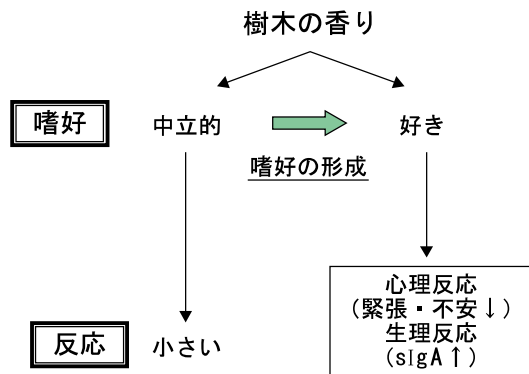 樹木の香り
嗜好
中立的
好き
嗜好の形成
心理反応
(緊張・不安↓)
生理反応
(sIgA↑)
反応
小さい